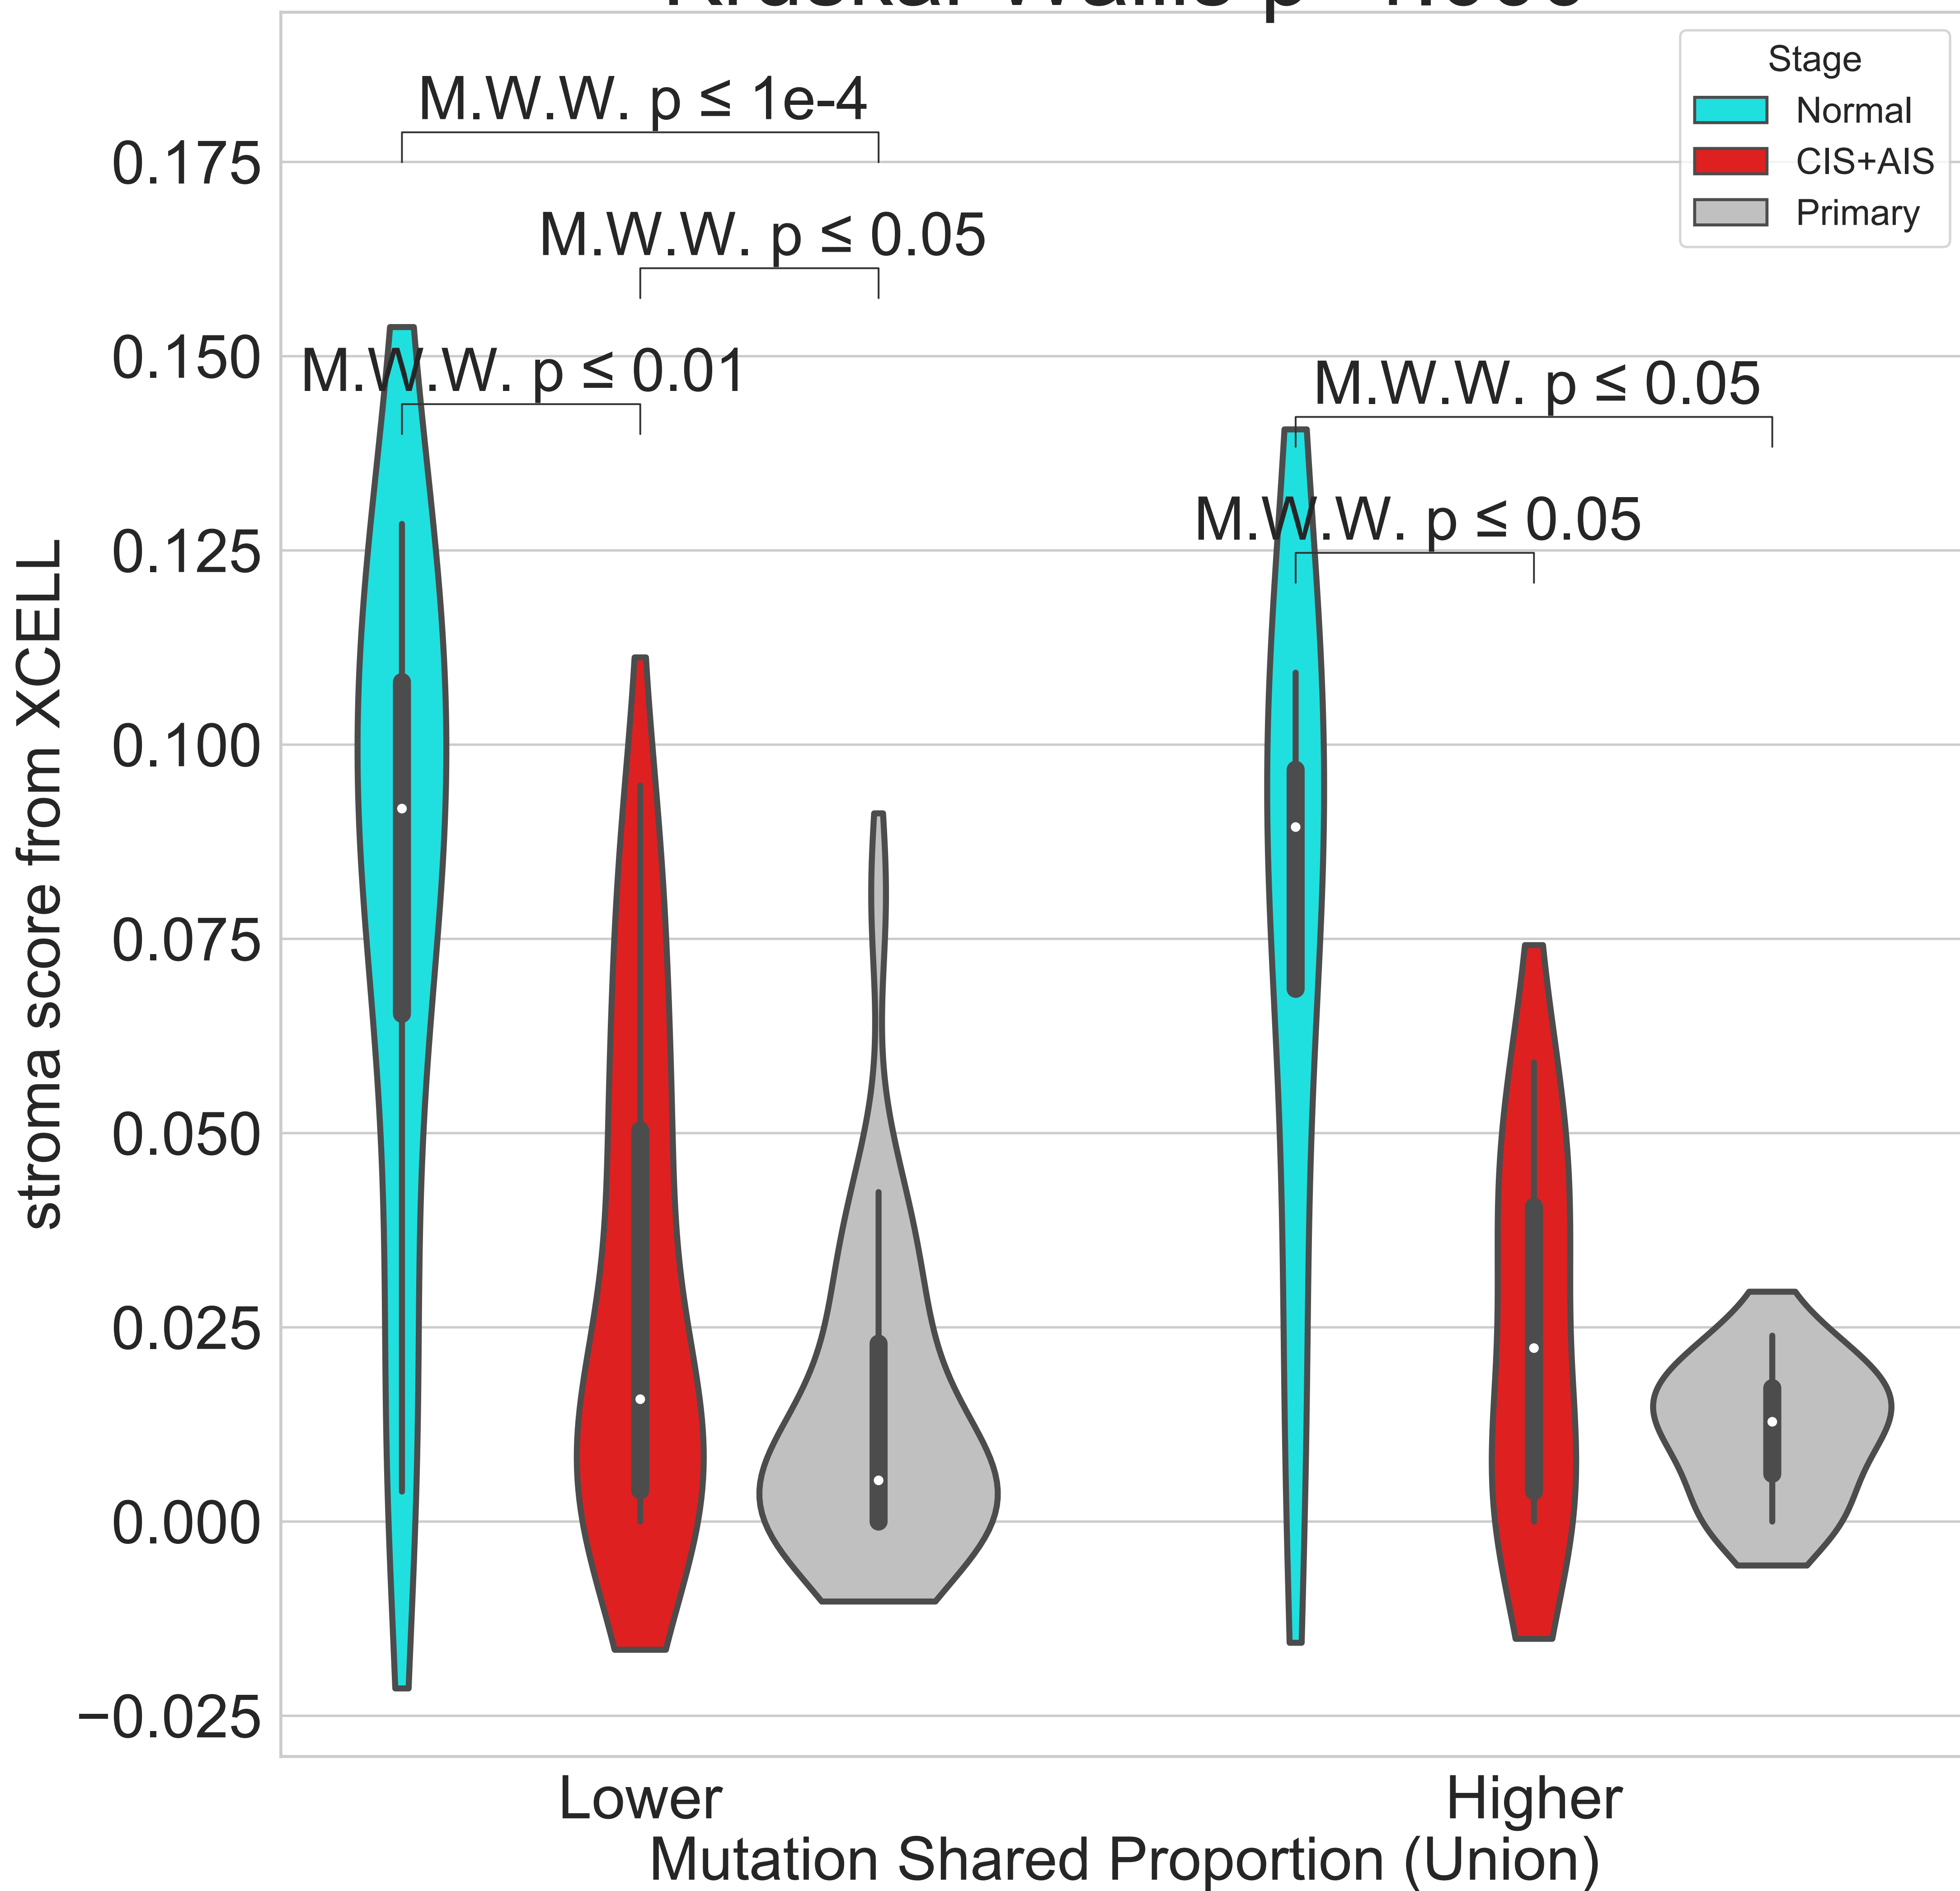 Stage
Normal
CIS+AIS
Primary
M.W.W. p ≤ 1e-4
M.W.W. p ≤ 0.05
M.W.W. p ≤ 0.01
M.W.W. p ≤ 0.05
M.W.W. p ≤ 0.05
0.175
0.150
0.125
0.100
0.075
0.050
0.025
0.000
−0.025
stroma score from XCELL
Lower
Higher
Mutation Shared Proportion (Union)